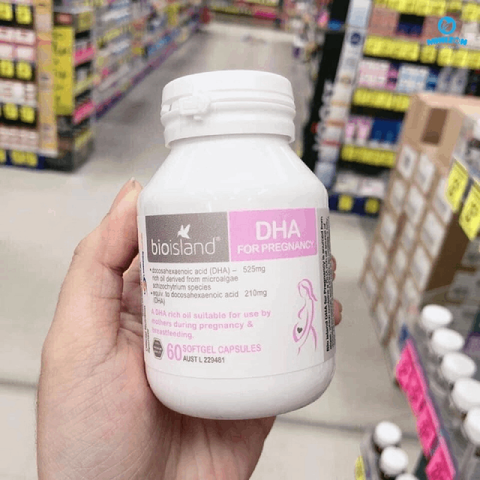 bioisland®
DHA
FOR PREGNANCY
• docosahexaenoic acid (DHA) – 525mg
rich oil derived from microalgae
schizochytrium species
• equiv. to docosahexaenoic acid 210mg
(DHA)
A DHA rich oil suitable for use by
mothers during pregnancy &
breastfeeding.
60 SOFTGEL CAPSULES
AUST L 229461